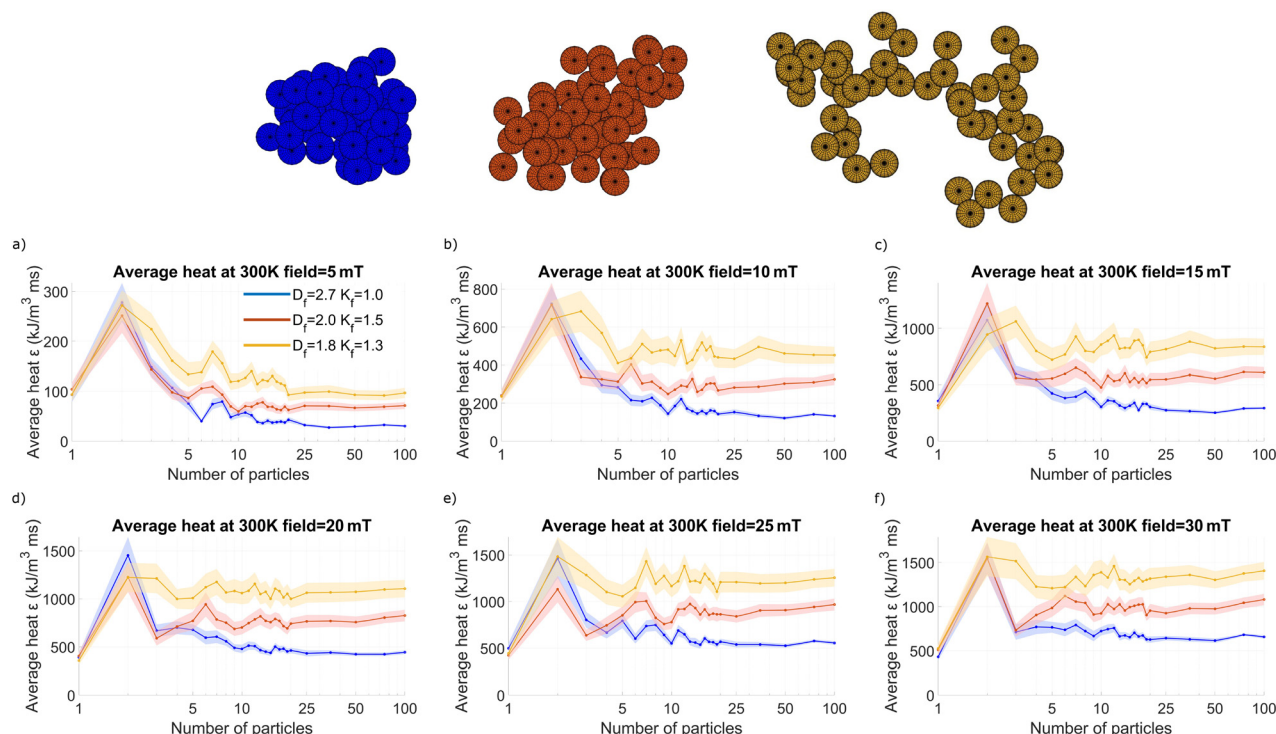 a)
Average heat at 300K field=5 mT
Average heat ε (kJ/m³ ms)
300
200
100
0
D_f=2.7 K_f=1.0
D_f=2.0 K_f=1.5
D_f=1.8 K_f=1.3
1
5
10
25
50
100
Number of particles
b)
Average heat at 300K field=10 mT
Average heat ε (kJ/m³ ms)
800
600
400
200
0
1
5
10
25
50
100
Number of particles
c)
Average heat at 300K field=15 mT
Average heat ε (kJ/m³ ms)
1000
500
0
1
5
10
25
50
100
Number of particles
d)
Average heat at 300K field=20 mT
Average heat ε (kJ/m³ ms)
1500
1000
500
0
1
5
10
25
50
100
Number of particles
e)
Average heat at 300K field=25 mT
Average heat ε (kJ/m³ ms)
1500
1000
500
0
1
5
10
25
50
100
Number of particles
f)
Average heat at 300K field=30 mT
Average heat ε (kJ/m³ ms)
1500
1000
500
0
1
5
10
25
50
100
Number of particles